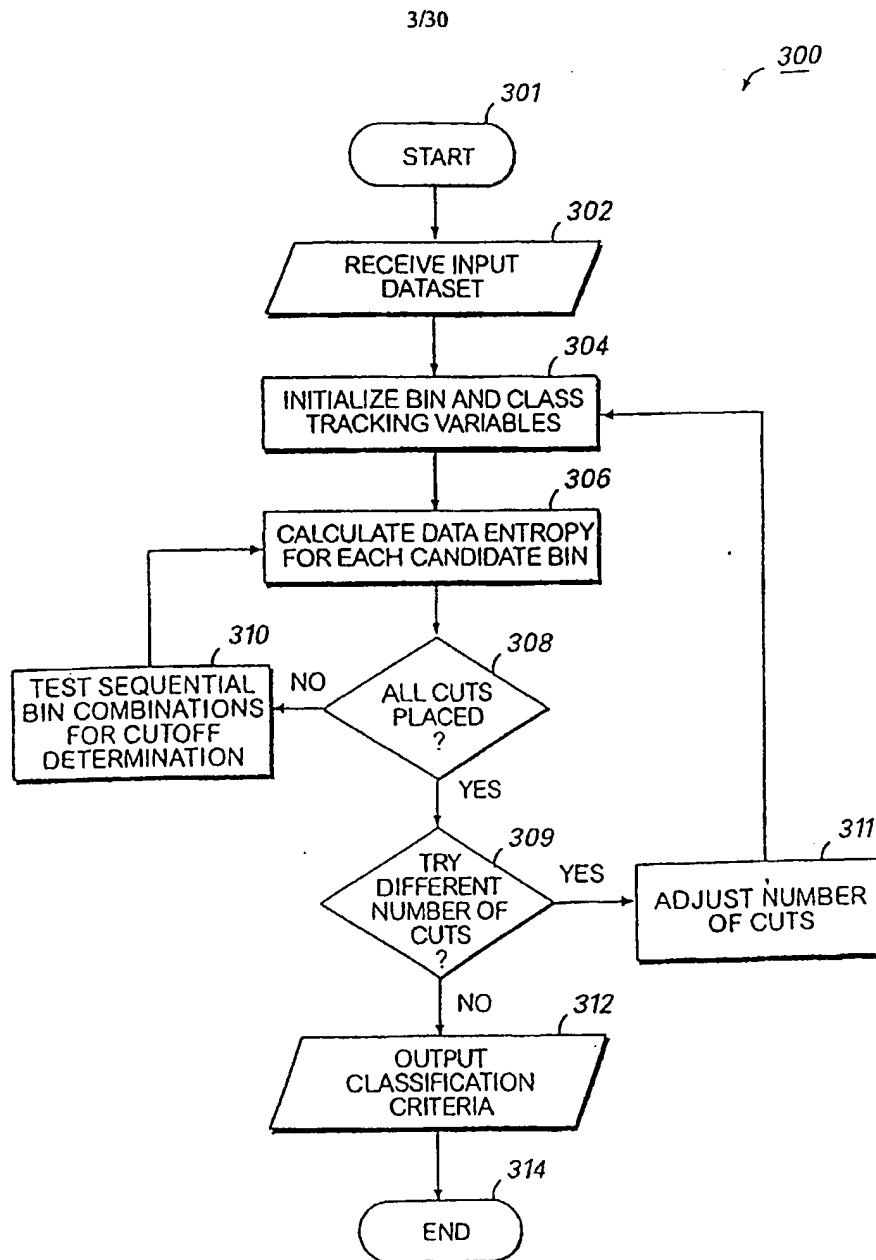 3/30
300
301
START
302
RECEIVE INPUT
DATASET
304
INITIALIZE BIN AND CLASS
TRACKING VARIABLES
306
CALCULATE DATA ENTROPY
FOR EACH CANDIDATE BIN
308
ALL CUTS
PLACED
?
NO
310
TEST SEQUENTIAL
BIN COMBINATIONS
FOR CUTOFF
DETERMINATION
YES
309
TRY
DIFFERENT
NUMBER OF
CUTS
?
YES
311
ADJUST NUMBER
OF CUTS
NO
312
OUTPUT
CLASSIFICATION
CRITERIA
314
END